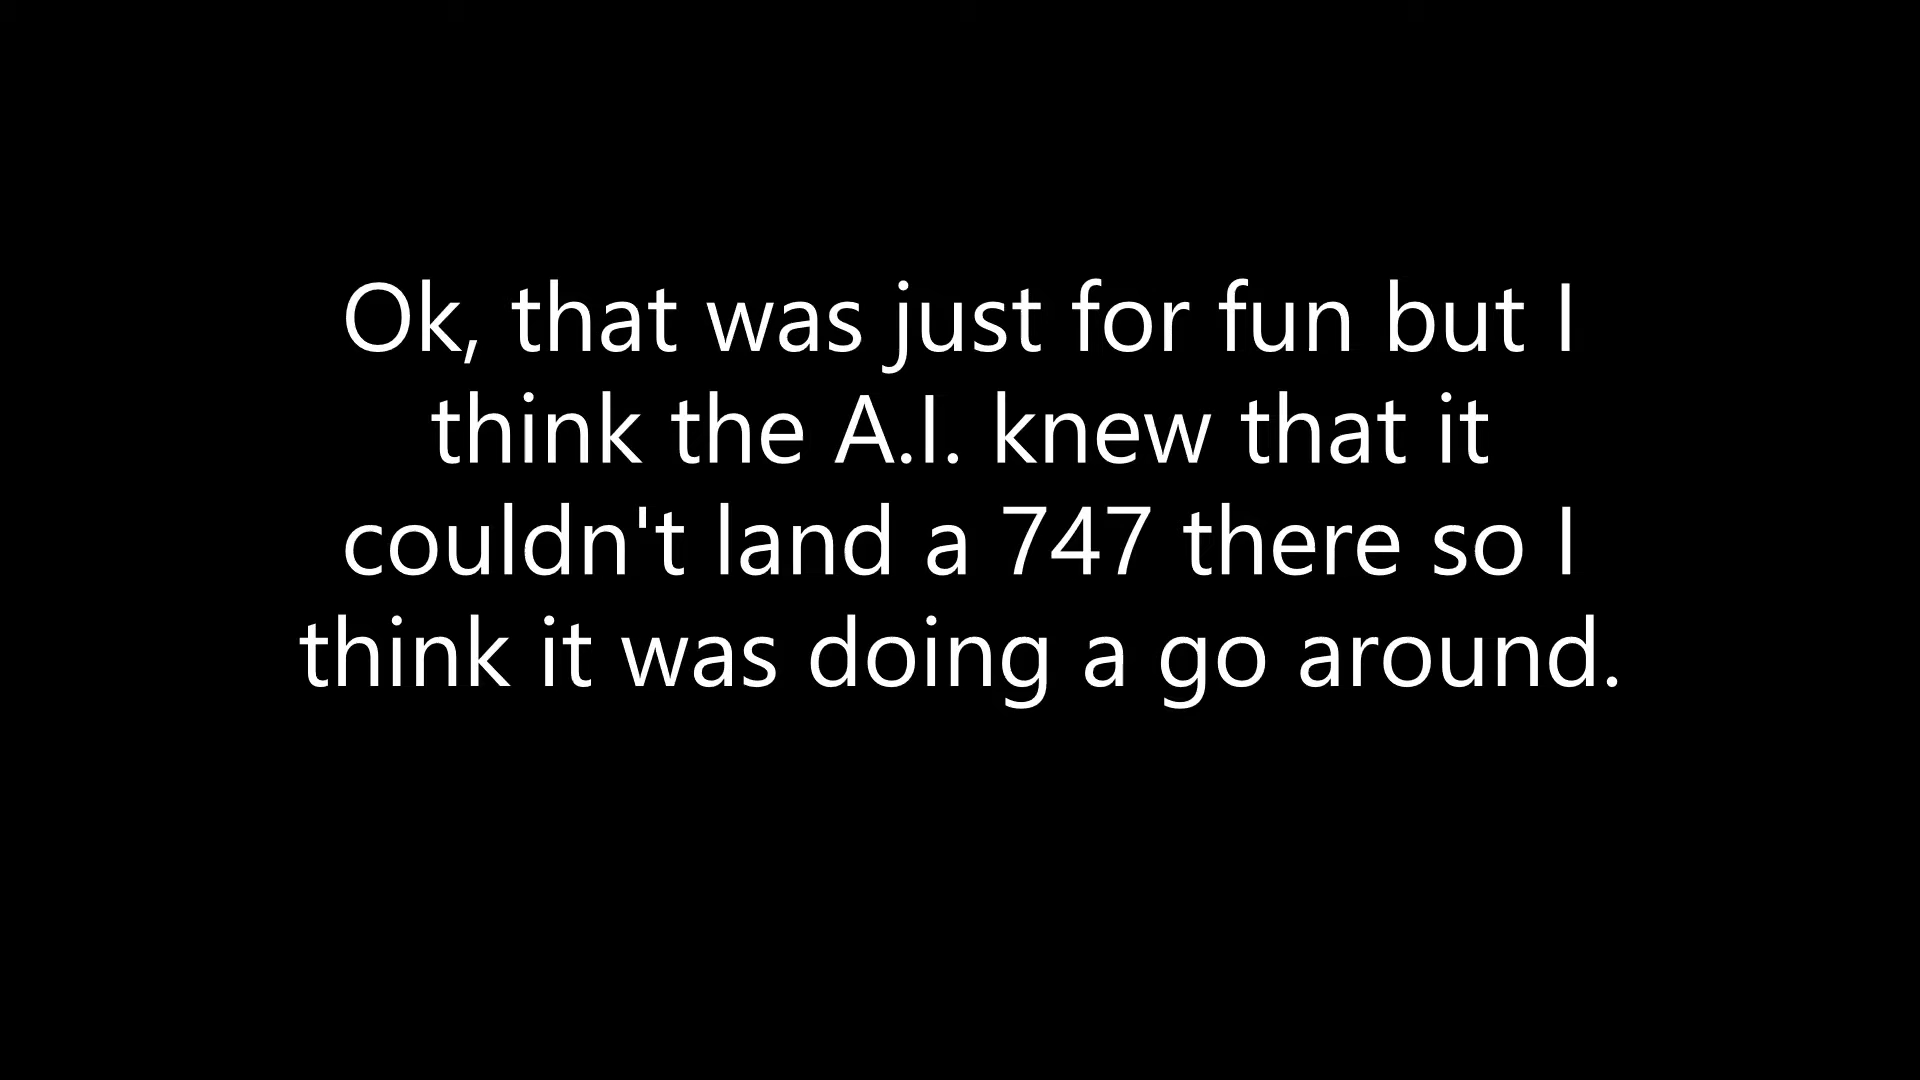 Ok, that was just for fun but I
think the A.I. knew that it
couldn't land a 747 there so I
think it was doing a go around.